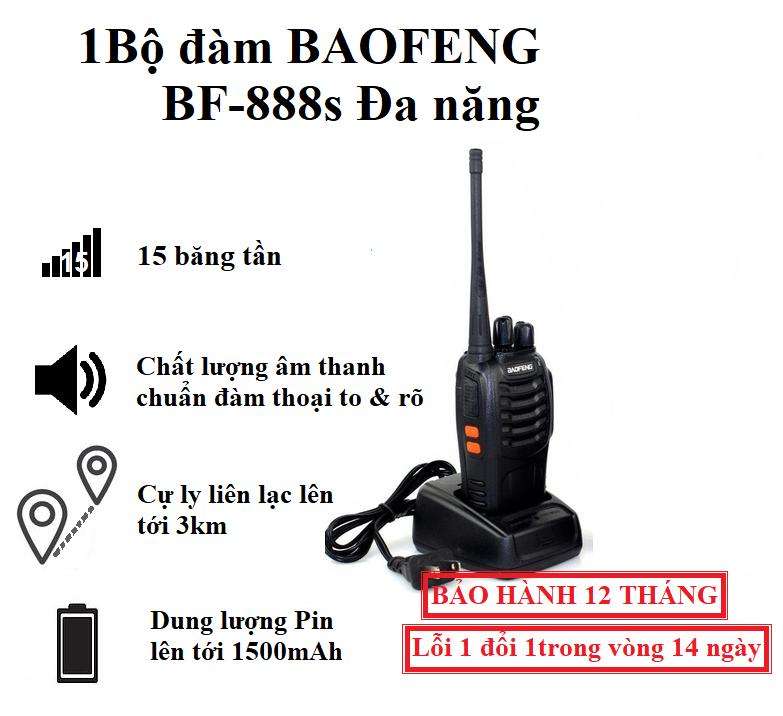 1Bộ đàm BAOFENG
BF-888s Đa năng
15
15 băng tần
Chất lượng âm thanh
chuẩn đàm thoại to & rõ
BAOFENG
Cự ly liên lạc lên
tới 3km
Dung lượng Pin
lên tới 1500mAh
BẢO HÀNH 12 THÁNG
Lỗi 1 đổi 1trong vòng 14 ngày